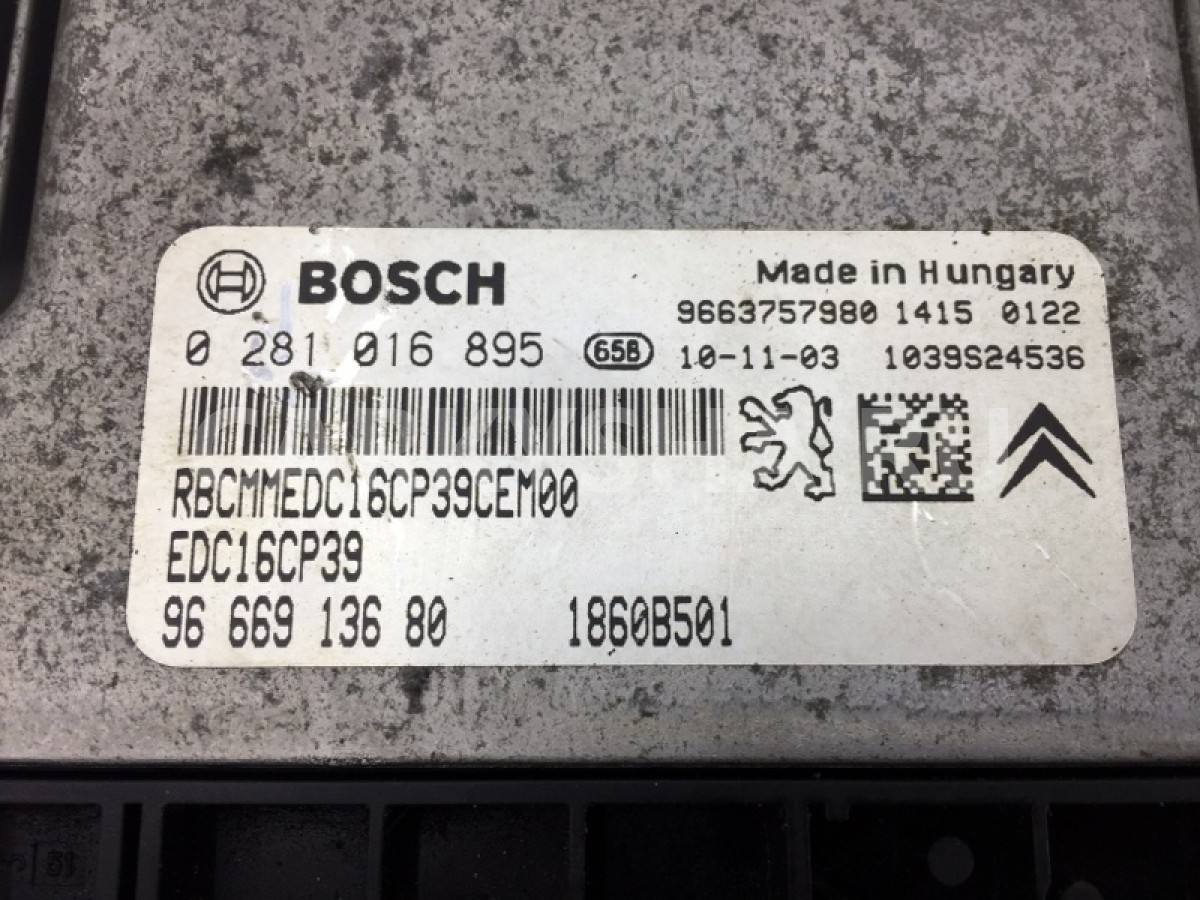 BOSCH
Made in Hungary
9663757980 1415 0122
0 281 016 895 65B
10-11-03 1039S24536
RBCMMEDC16CP39CEM00
EDC16CP39
96 669 136 80 1860B501